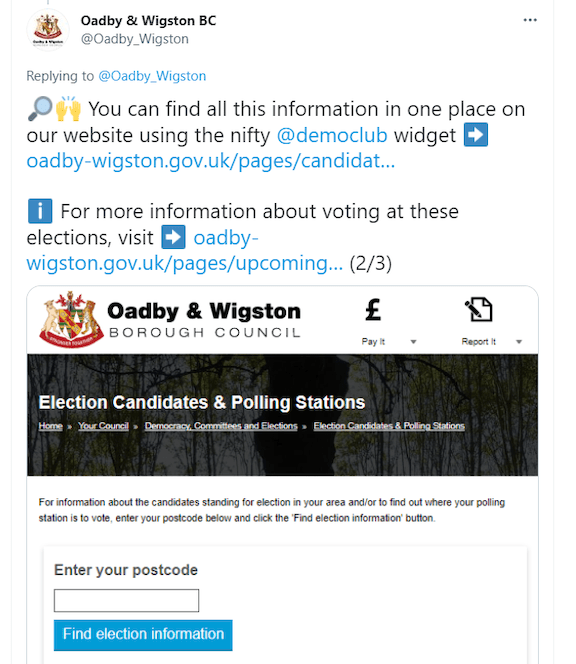 Oadby & Wigston BC
@Oadby_Wigston
Replying to @Oadby_Wigston
🔎🙌 You can find all this information in one place on
our website using the nifty @democlub widget ➡️
oadby-wigston.gov.uk/pages/candidat...
ℹ️ For more information about voting at these
elections, visit ➡️ oadby-
wigston.gov.uk/pages/upcoming... (2/3)
Oadby & Wigston
BOROUGH COUNCIL
£
Pay It
Report It
Election Candidates & Polling Stations
Home » Your Council » Democracy, Committees and Elections » Election Candidates & Polling Stations
For information about the candidates standing for election in your area and/or to find out where your polling
station is to vote, enter your postcode below and click the 'Find election information' button.
Enter your postcode
Find election information